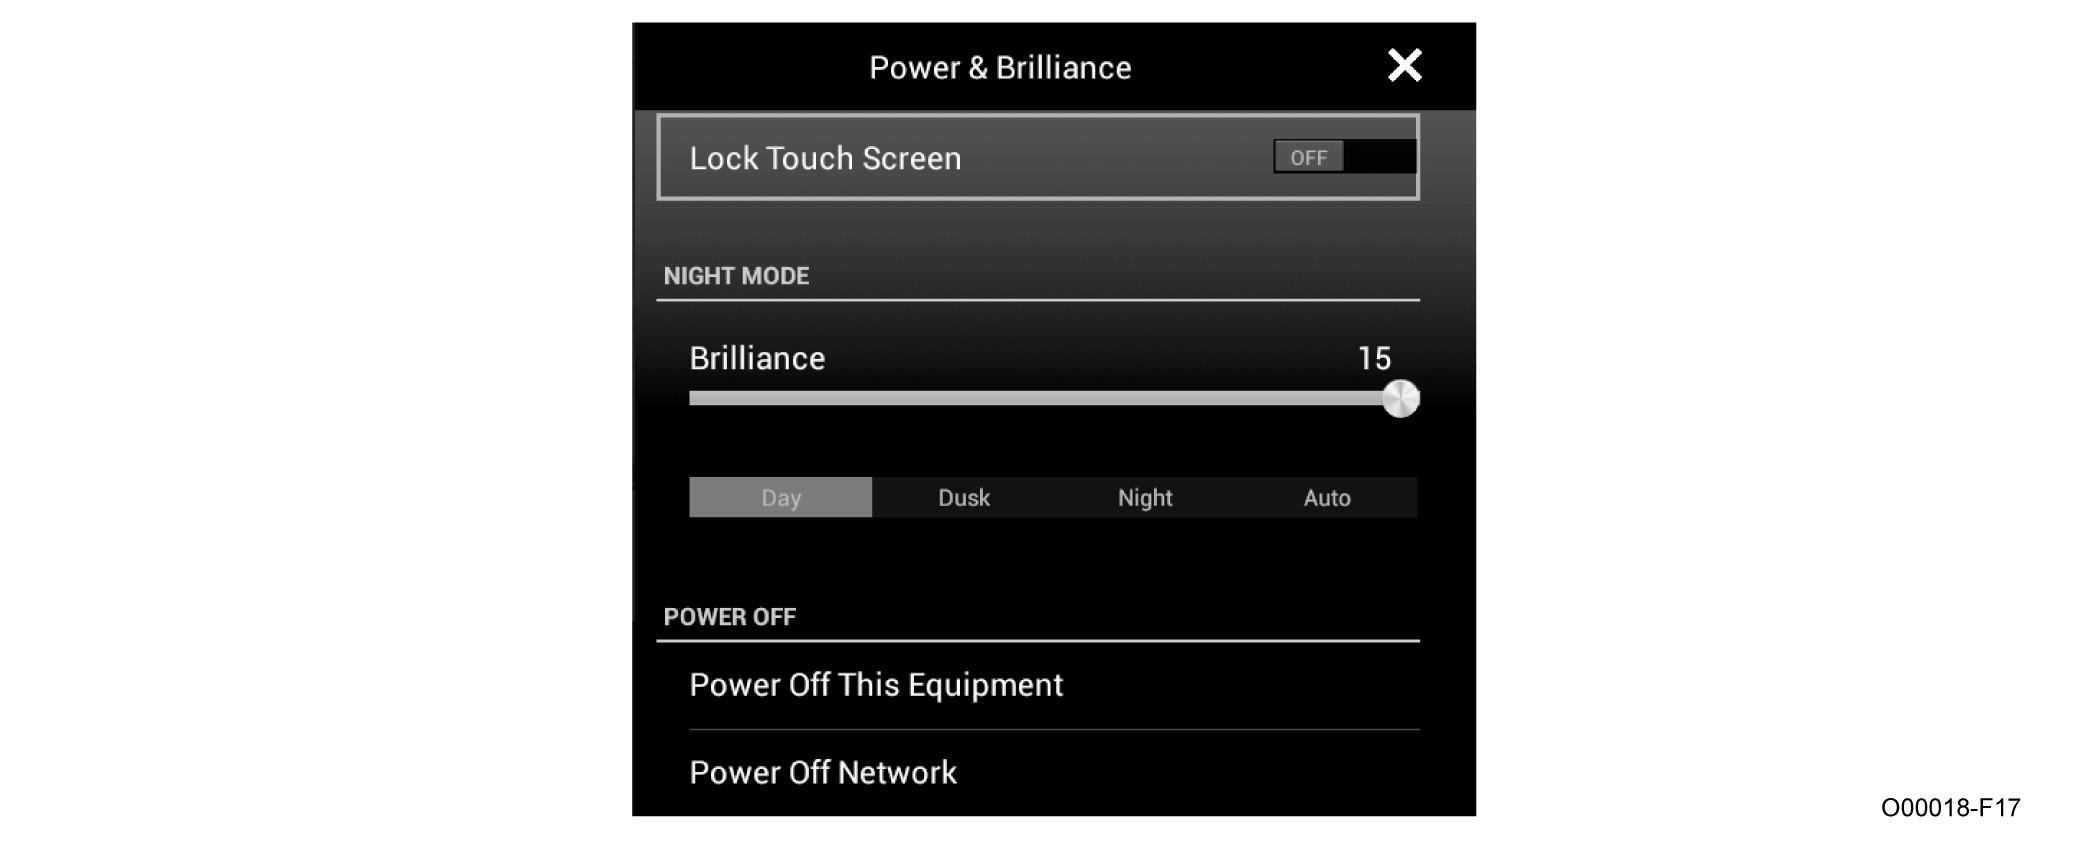 Power & Brilliance
Lock Touch Screen OFF
NIGHT MODE
Brilliance 15
Day Dusk Night Auto
POWER OFF
Power Off This Equipment
Power Off Network
O00018-F17